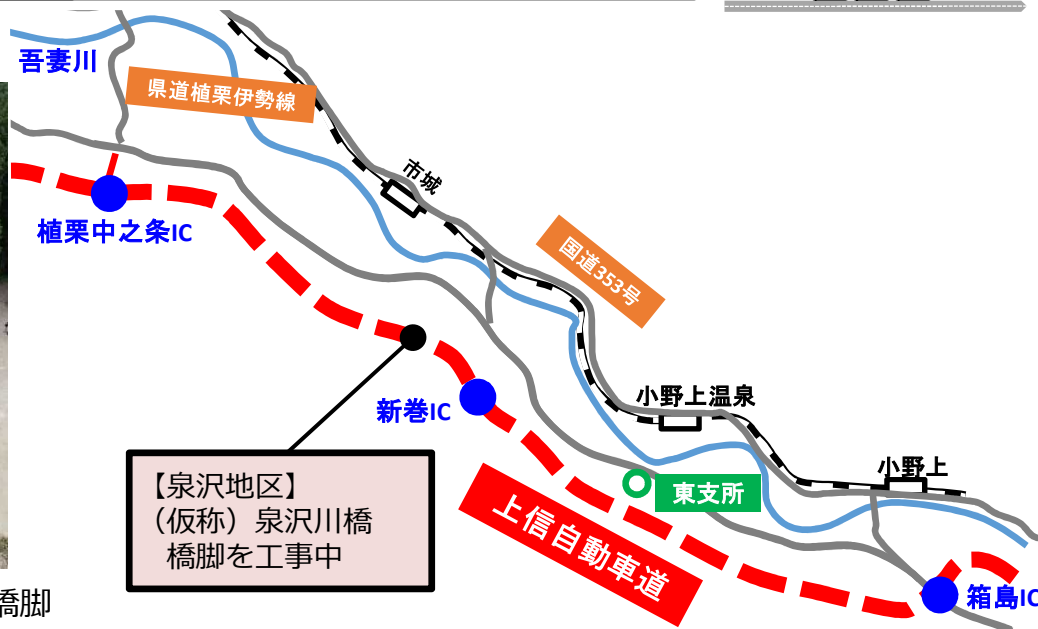 吾妻川
県道植栗伊勢線
市城
植栗中之条IC
国道353号
新巻IC
小野上温泉
小野上
東支所
【泉沢地区】
（仮称）泉沢川橋
橋脚を工事中
上信自動車道
箱島IC
橋脚